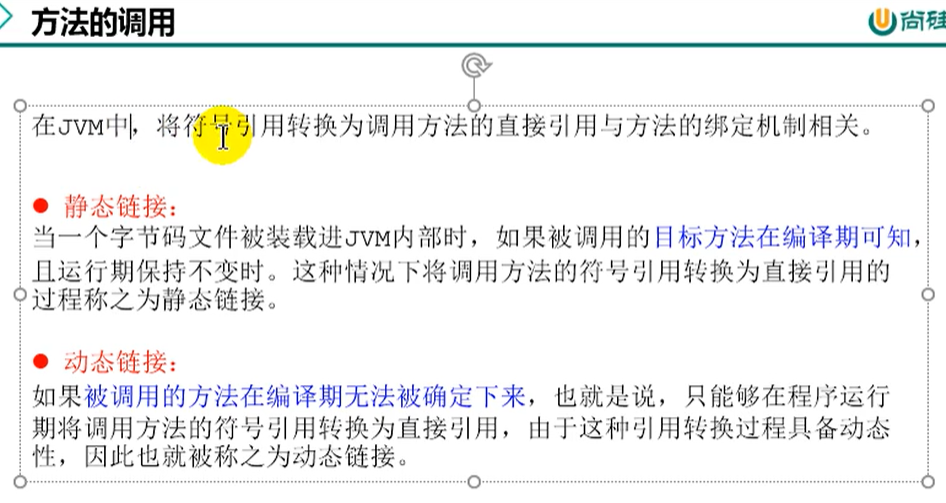 方法的调用
尚硅
在JVM中，将符号引用转换为调用方法的直接引用与方法的绑定机制相关。
静态链接：
当一个字节码文件被装载进JVM内部时，如果被调用的目标方法在编译期可知，
且运行期保持不变时。这种情况下将调用方法的符号引用转换为直接引用的
过程称之为静态链接。
动态链接：
如果被调用的方法在编译期无法被确定下来，也就是说，只能够在程序运行
期将调用方法的符号引用转换为直接引用，由于这种引用转换过程具备动态
性，因此也就被称之为动态链接。